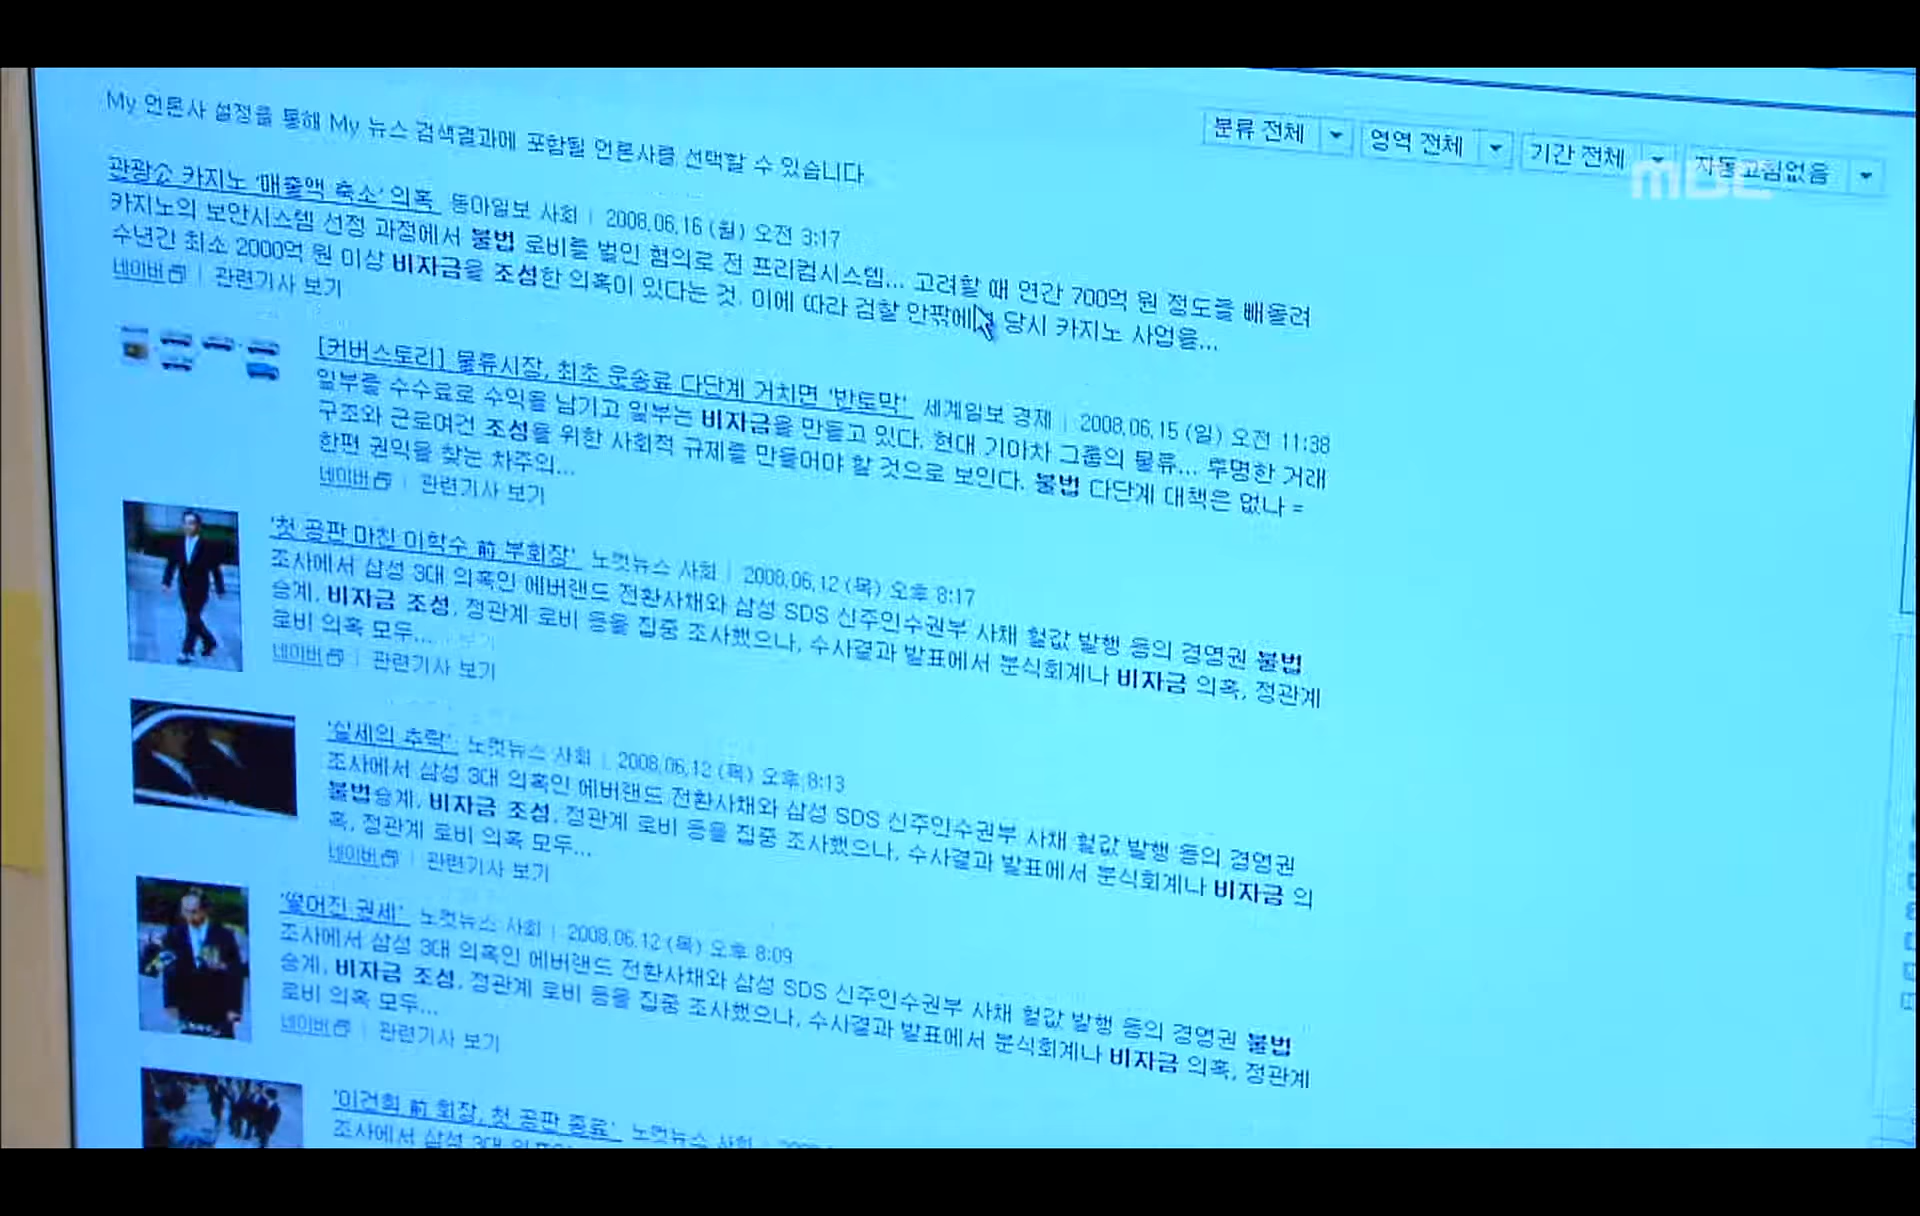 My 언론사 설정을 통해 My 뉴스 검색결과에 포함될 언론사를 선택할 수 있습니다
분류 전체 영역 전체 기간 전체 자동고침없음
mbc
관광公 카지노 '매출액 축소' 의혹 동아일보 사회 | 2008.06.16 (월) 오전 3:17
카지노의 보안시스템 선정 과정에서 불법 로비를 벌인 혐의로 전 프리컴시스템... 고려할 때 연간 700억 원 정도를 빼돌려
수년간 최소 2000억 원 이상 비자금을 조성한 의혹이 있다는 것. 이에 따라 검찰 안팎에 당시 카지노 사업을...
네이버 | 관련기사 보기
[커버스토리] 물류시장, 최초 운송료 다단계 거치면 '반토막' 세계일보 경제 | 2008.06.15 (일) 오전 11:38
일부를 수수료로 수익을 남기고 일부는 비자금을 만들고 있다. 현대 기아차 그룹의 물류... 투명한 거래
구조와 근로여건 조성을 위한 사회적 규제를 만들어야 할 것으로 보인다. 불법 다단계 대책은 없나 =
한편 권익을 찾는 차주의...
네이버 | 관련기사 보기
'첫 공판 마친 이학수 前 부회장' 노컷뉴스 사회 | 2008.06.12 (목) 오후 8:17
조사에서 삼성 3대 의혹인 에버랜드 전환사채와 삼성 SDS 신주인수권부 사채 헐값 발행 등의 경영권 불법
승계, 비자금 조성, 정관계 로비 등을 집중 조사했으나, 수사결과 발표에서 분식회계나 비자금 의혹, 정관계
로비 의혹 모두...
네이버 | 관련기사 보기
'실세의 추락' 노컷뉴스 사회 | 2008.06.12 (목) 오후 8:13
조사에서 삼성 3대 의혹인 에버랜드 전환사채와 삼성 SDS 신주인수권부 사채 헐값 발행 등의 경영권
불법승계, 비자금 조성, 정관계 로비 등을 집중 조사했으나, 수사결과 발표에서 분식회계나 비자금 의
혹, 정관계 로비 의혹 모두...
네이버 | 관련기사 보기
'떨어진 권세' 노컷뉴스 사회 | 2008.06.12 (목) 오후 8:09
조사에서 삼성 3대 의혹인 에버랜드 전환사채와 삼성 SDS 신주인수권부 사채 헐값 발행 등의 경영권 불법
승계, 비자금 조성, 정관계 로비 등을 집중 조사했으나, 수사결과 발표에서 분식회계나 비자금 의혹, 정관계
로비 의혹 모두...
네이버 | 관련기사 보기
'이건희 前 회장, 첫 공판 종료' 노컷뉴스 사회
조사에서 삼성 3대